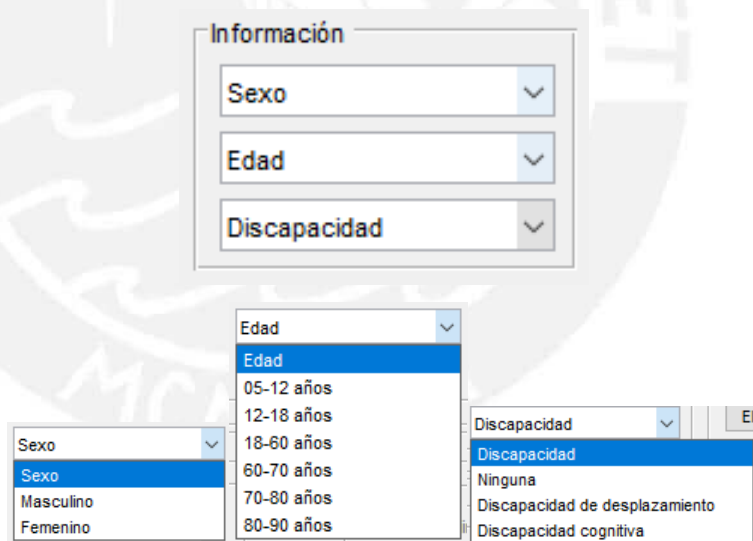 Información
Sexo
Edad
Discapacidad
Edad
Edad
05-12 años
12-18 años
18-60 años
60-70 años
70-80 años
80-90 años
Sexo
Sexo
Masculino
Femenino
Discapacidad
Discapacidad
Ninguna
Discapacidad de desplazamiento
Discapacidad cognitiva